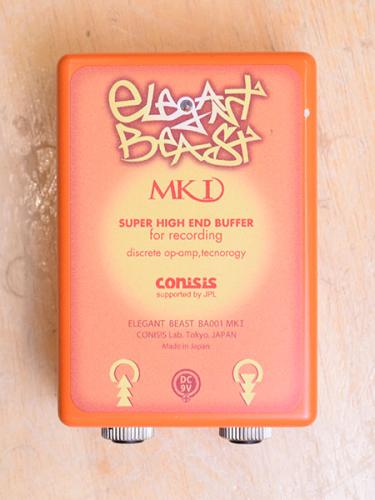 ELEGANT
BEAST
MKI
SUPER HIGH END BUFFER
for recording
discrete op-amp,tecnorogy
conisis
supported by JPL
ELEGANT BEAST BA001 MKI
CONISIS Lab. Tokyo, JAPAN
Made in Japan
DC
9V